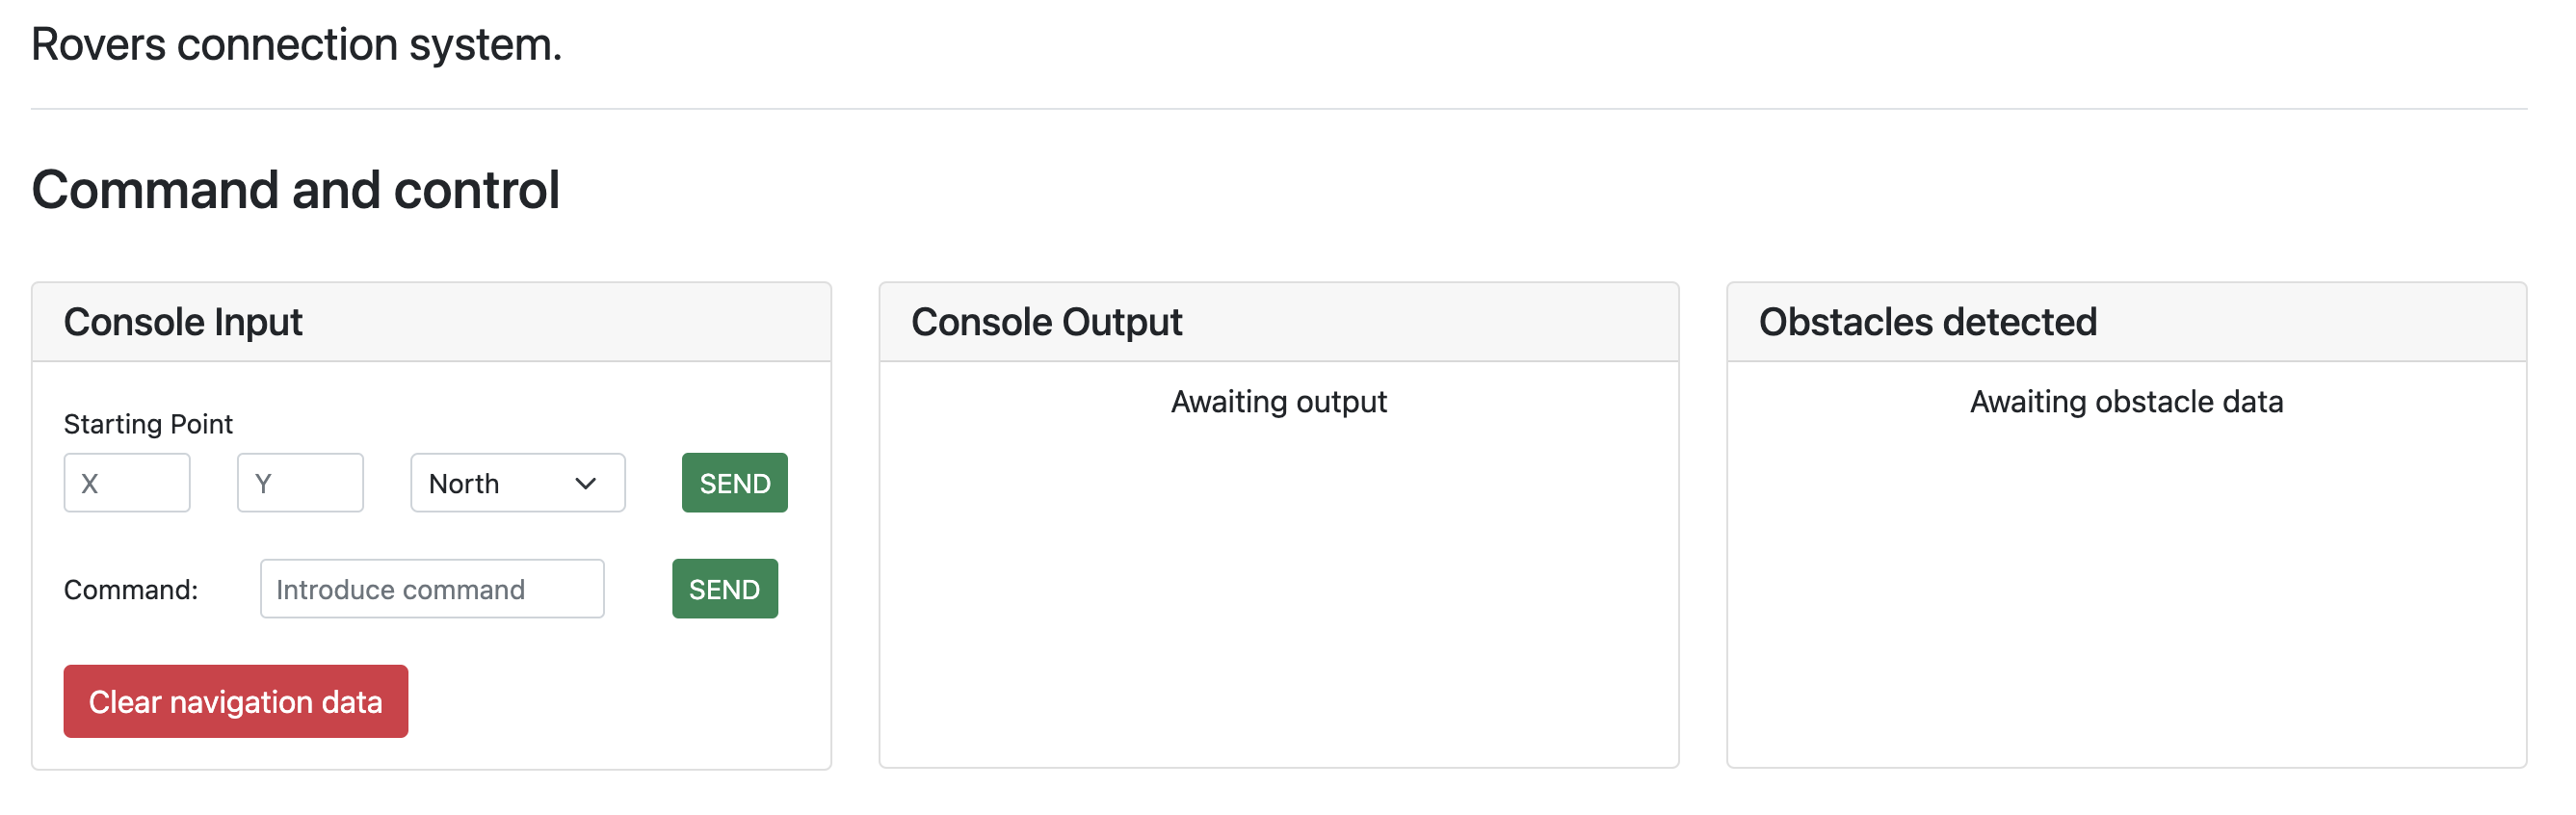 Rovers connection system.
Command and control
Console Input
Starting Point
X Y North SEND
Command: Introduce command SEND
Clear navigation data
Console Output
Awaiting output
Obstacles detected
Awaiting obstacle data